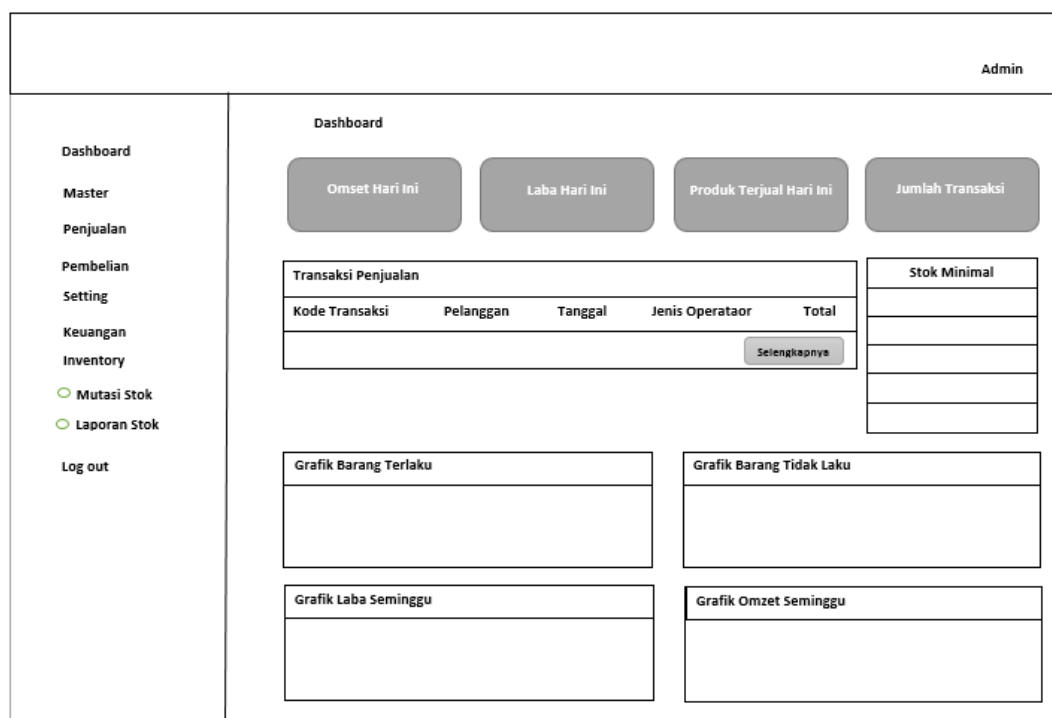 Admin
Dashboard
Master
Penjualan
Pembelian
Setting
Keuangan
Inventory
Mutasi Stok
Laporan Stok
Log out
Dashboard
Omset Hari Ini
Laba Hari Ini
Produk Terjual Hari Ini
Jumlah Transaksi
Transaksi Penjualan
Kode Transaksi Pelanggan Tanggal Jenis Operataor Total
Selengkapnya
Stok Minimal
Grafik Barang Terlaku
Grafik Barang Tidak Laku
Grafik Laba Seminggu
Grafik Omzet Seminggu